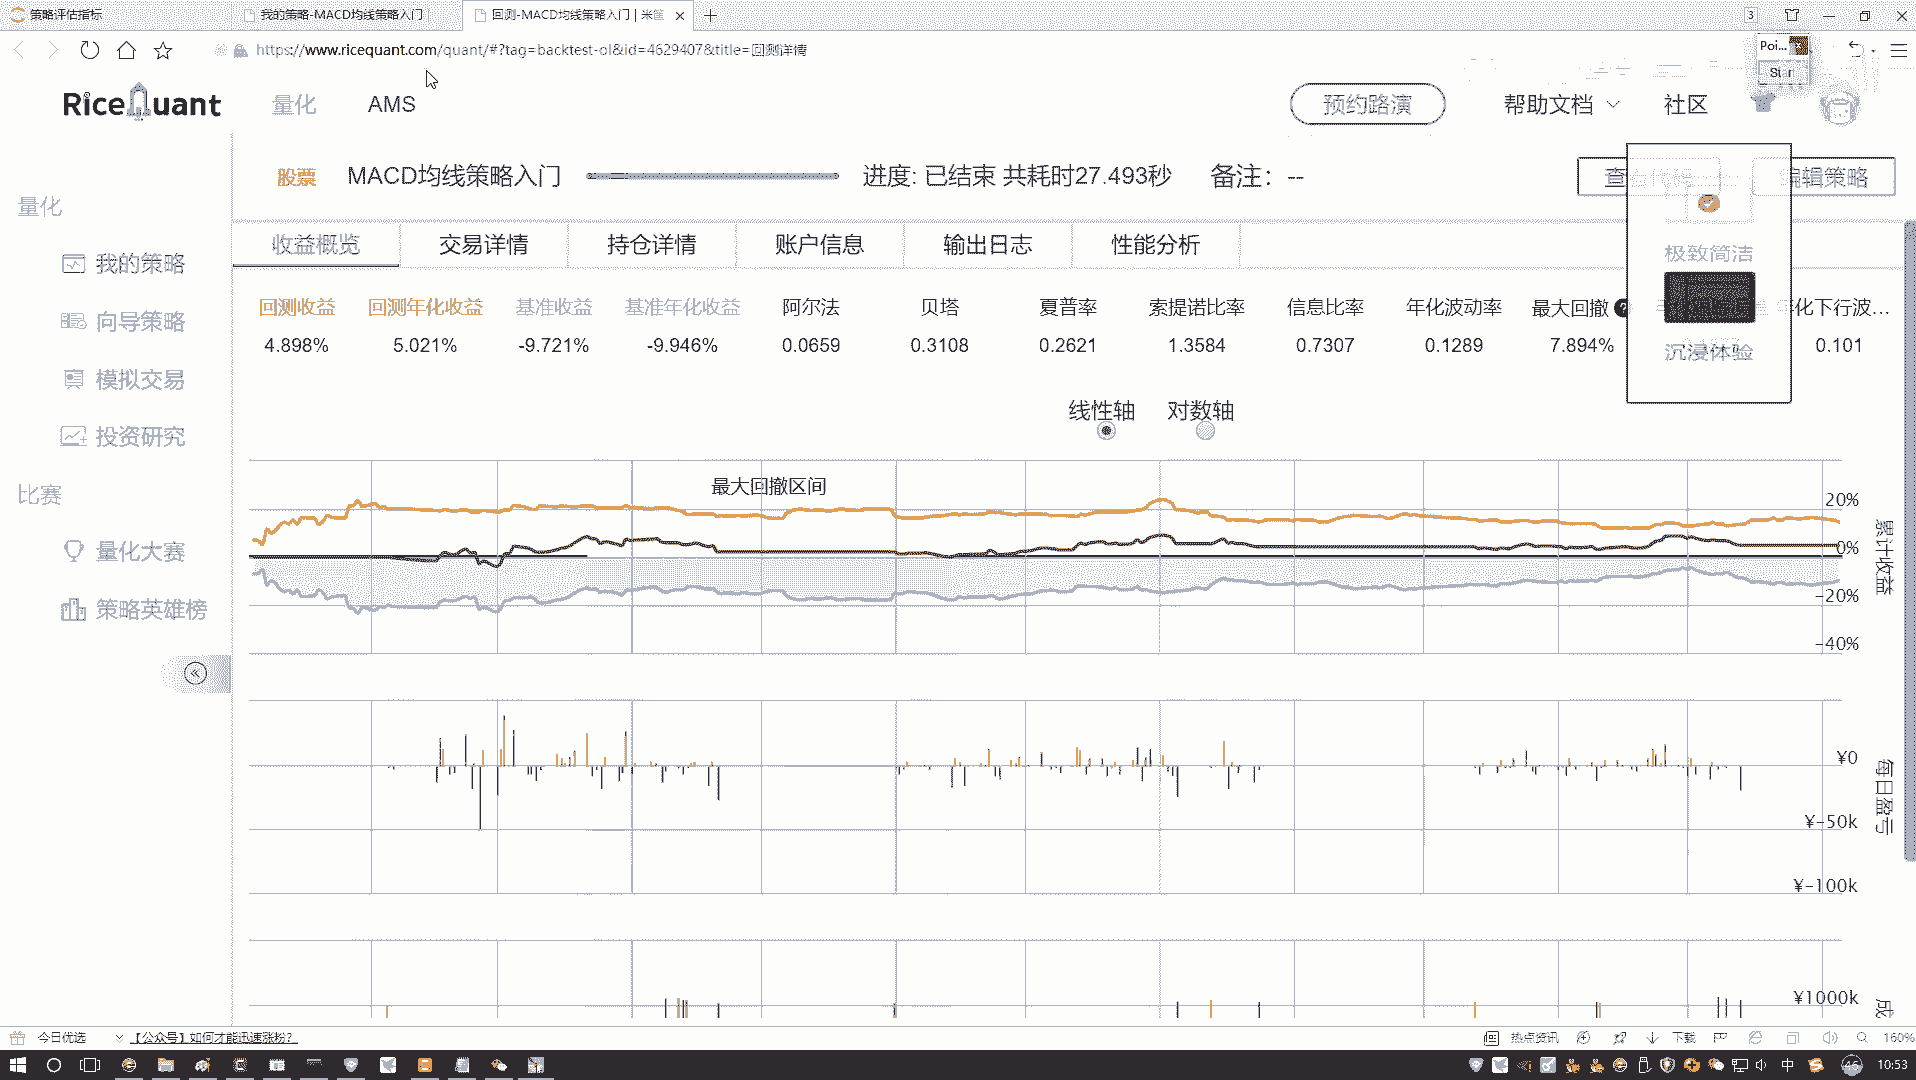 策略评估指标
我的策略-MACD均线策略入门
回测-MACD均线策略入门 | 米筐
3
https://www.ricequant.com/quant/#?tag=backtest-ol&id=4629407&title=回测详情
Poi...
Star
RiceQuant
量化
AMS
预约路演
帮助文档
社区
股票
MACD均线策略入门
进度: 已结束 共耗时27.493秒
备注：--
编辑策略
极致简洁
沉浸体验
量化
我的策略
向导策略
模拟交易
投资研究
比赛
量化大赛
策略英雄榜
收益概览
交易详情
持仓详情
账户信息
输出日志
性能分析
回测收益
回测年化收益
基准收益
基准年化收益
阿尔法
贝塔
夏普率
索提诺比率
信息比率
年化波动率
最大回撤
年化下行波...
4.898%
5.021%
-9.721%
-9.946%
0.0659
0.3108
0.2621
1.3584
0.7307
0.1289
7.894%
0.101
线性轴
对数轴
最大回撤区间
20%
0%
-20%
-40%
累计收益
¥0
¥-50k
¥-100k
每日盈亏
¥1000k
成
今日优选
【公众号】如何才能迅速涨粉？
热点资讯
下载
160%
中
46
10:53